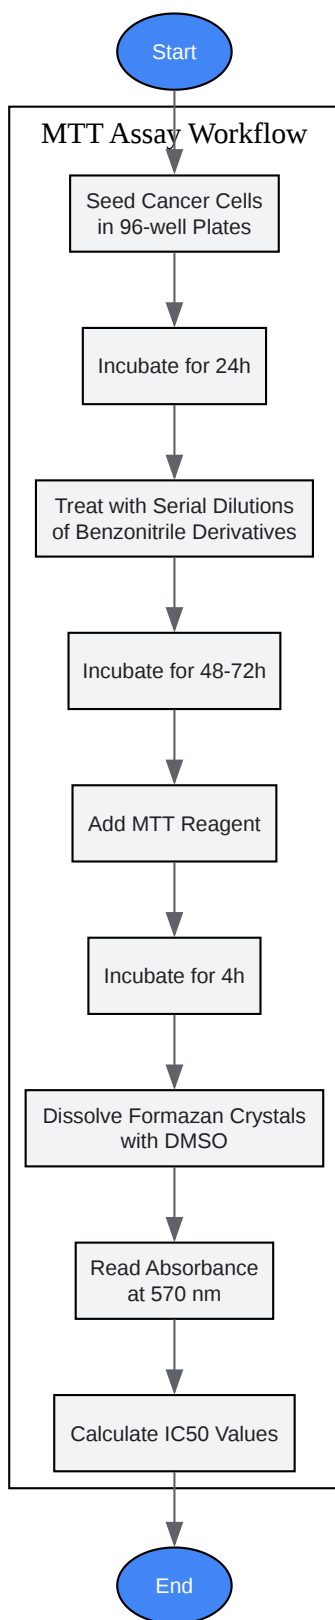 Start
MTT Assay Workflow
Seed Cancer Cells
in 96-well Plates
Incubate for 24h
Treat with Serial Dilutions
of Benzonitrile Derivatives
Incubate for 48-72h
Add MTT Reagent
Incubate for 4h
Dissolve Formazan Crystals
with DMSO
Read Absorbance
at 570 nm
Calculate IC50 Values
End